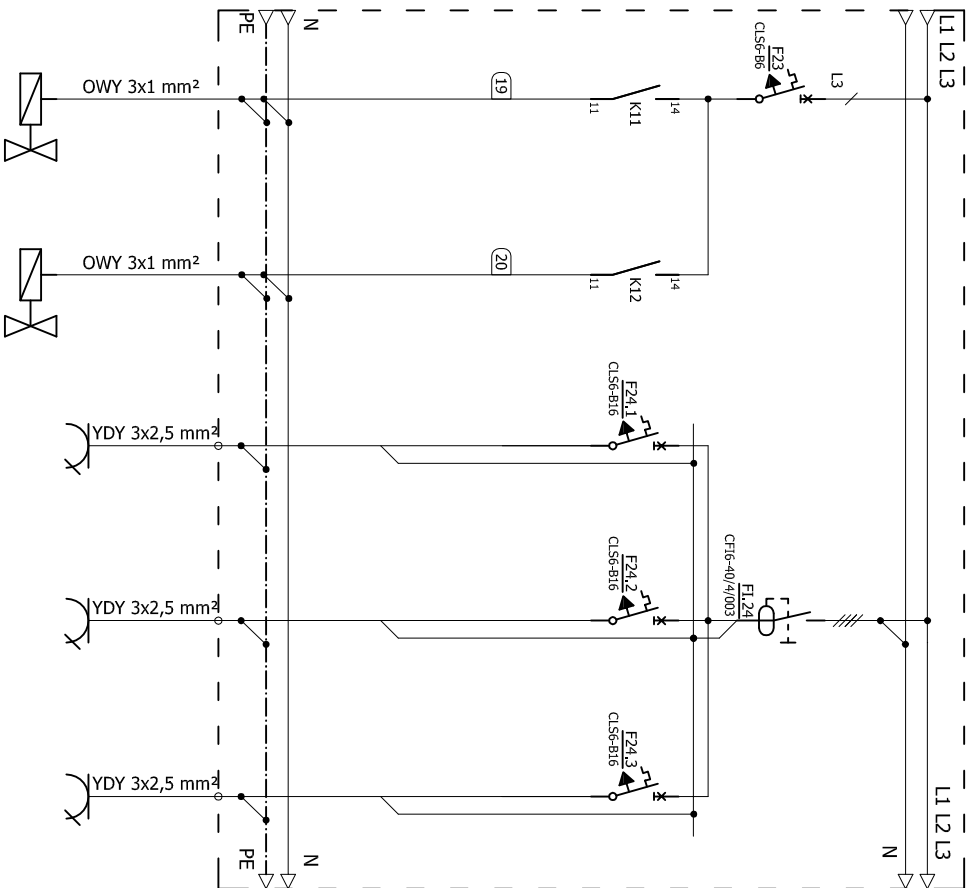 PE
N
L1 L2 L3
OWY 3x1 mm²
19
11
K11
14
F23
CLS6-B6
L3
OWY 3x1 mm²
20
11
K12
14
YDY 3x2,5 mm²
F24.1
CLS6-B16
YDY 3x2,5 mm²
F24.2
CLS6-B16
FI.24
CFI6-40/4/003
YDY 3x2,5 mm²
F24.3
CLS6-B16
PE
N
N
L1 L2 L3